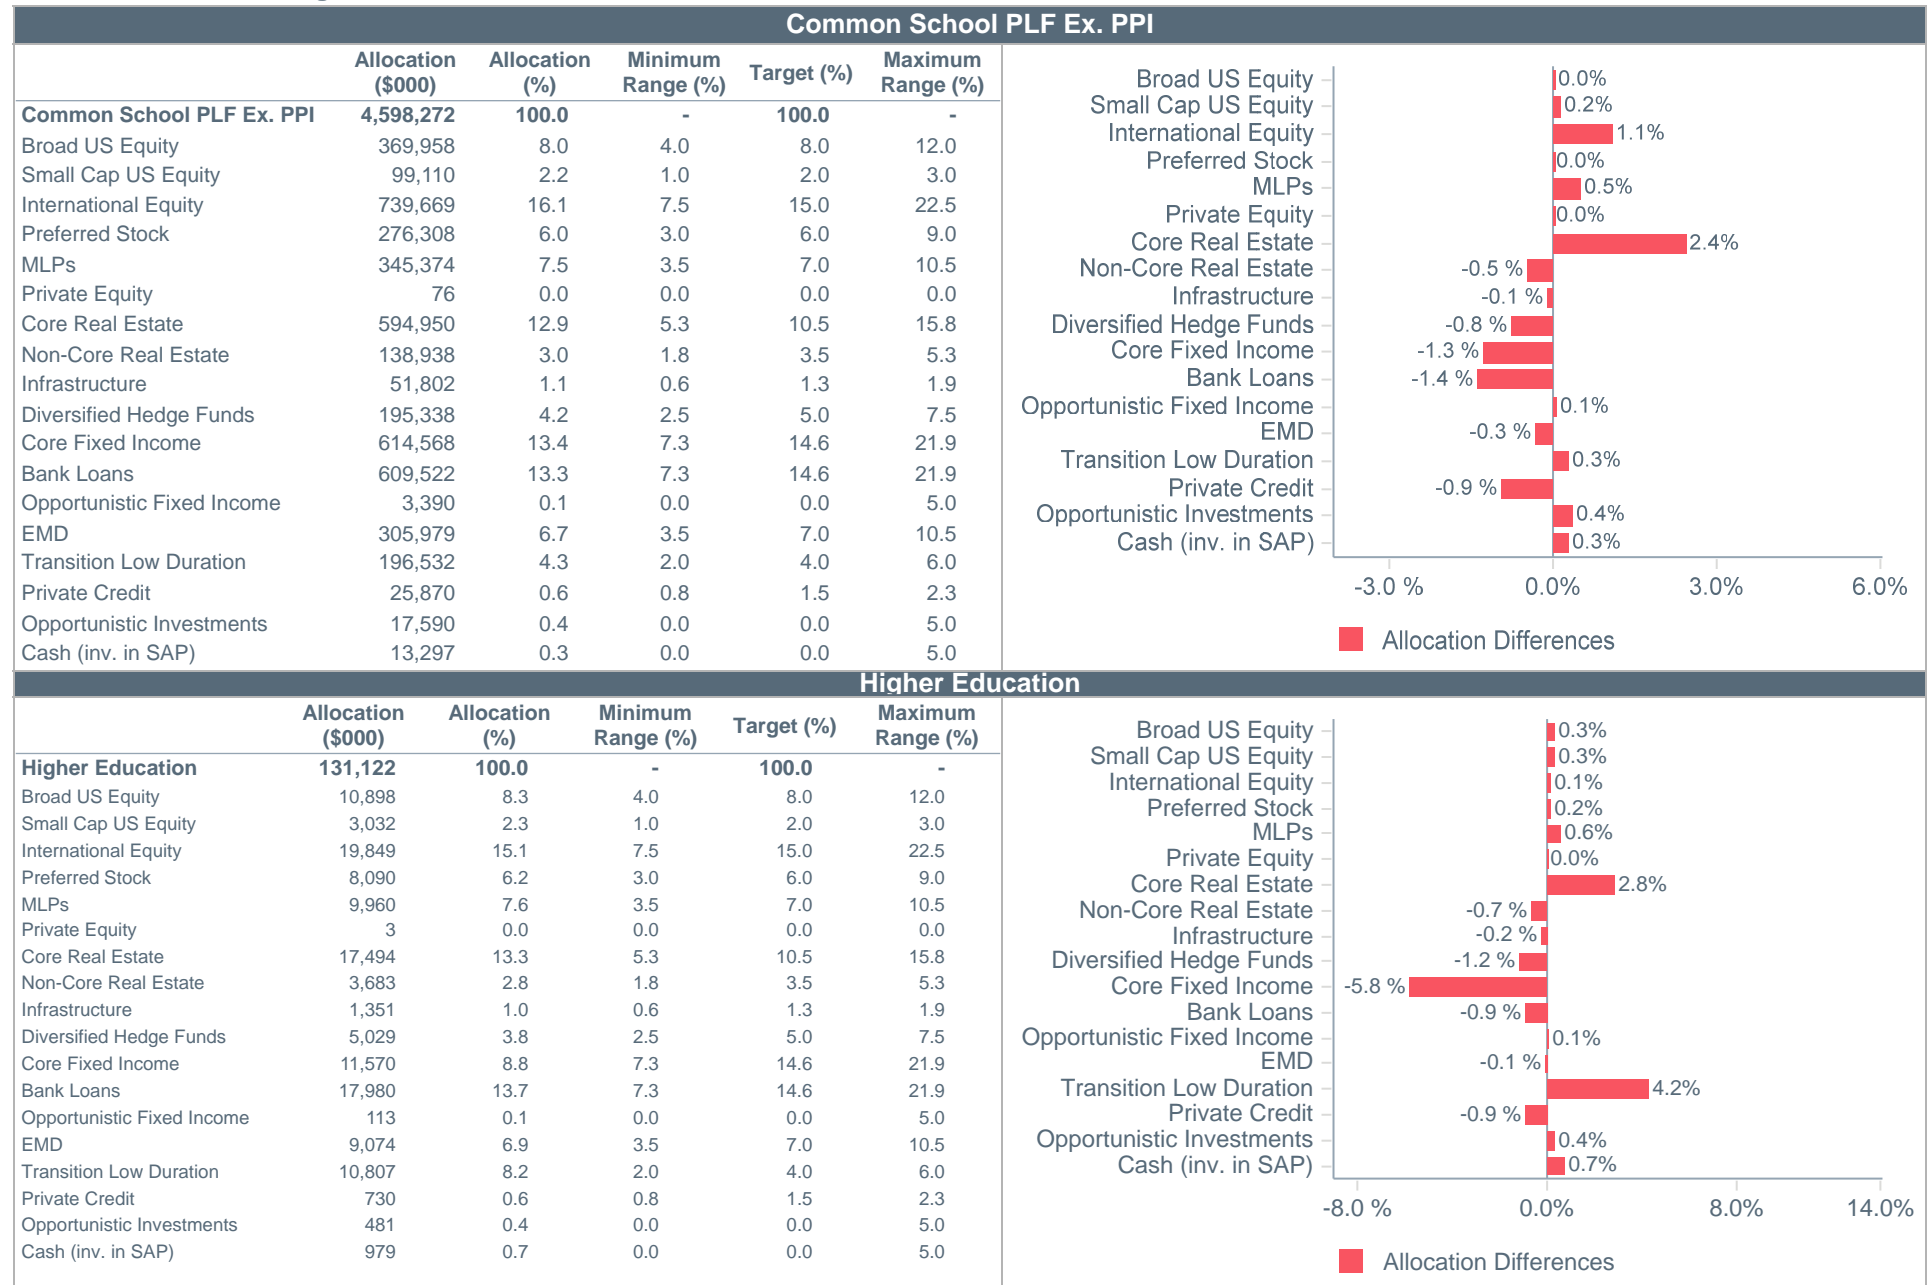 Common School PLF Ex. PPI
Allocation ($000) Allocation (%) Minimum Range (%) Target (%) Maximum Range (%)
Common School PLF Ex. PPI 4,598,272 100.0 - 100.0 -
Broad US Equity 369,958 8.0 4.0 8.0 12.0
Small Cap US Equity 99,110 2.2 1.0 2.0 3.0
International Equity 739,669 16.1 7.5 15.0 22.5
Preferred Stock 276,308 6.0 3.0 6.0 9.0
MLPs 345,374 7.5 3.5 7.0 10.5
Private Equity 76 0.0 0.0 0.0 0.0
Core Real Estate 594,950 12.9 5.3 10.5 15.8
Non-Core Real Estate 138,938 3.0 1.8 3.5 5.3
Infrastructure 51,802 1.1 0.6 1.3 1.9
Diversified Hedge Funds 195,338 4.2 2.5 5.0 7.5
Core Fixed Income 614,568 13.4 7.3 14.6 21.9
Bank Loans 609,522 13.3 7.3 14.6 21.9
Opportunistic Fixed Income 3,390 0.1 0.0 0.0 5.0
EMD 305,979 6.7 3.5 7.0 10.5
Transition Low Duration 196,532 4.3 2.0 4.0 6.0
Private Credit 25,870 0.6 0.8 1.5 2.3
Opportunistic Investments 17,590 0.4 0.0 0.0 5.0
Cash (inv. in SAP) 13,297 0.3 0.0 0.0 5.0
Broad US Equity 0.0%
Small Cap US Equity 0.2%
International Equity 1.1%
Preferred Stock 0.0%
MLPs 0.5%
Private Equity 0.0%
Core Real Estate 2.4%
Non-Core Real Estate -0.5 %
Infrastructure -0.1 %
Diversified Hedge Funds -0.8 %
Core Fixed Income -1.3 %
Bank Loans -1.4 %
Opportunistic Fixed Income 0.1%
EMD -0.3 %
Transition Low Duration 0.3%
Private Credit -0.9 %
Opportunistic Investments 0.4%
Cash (inv. in SAP) 0.3%
-3.0 % 0.0% 3.0% 6.0%
Allocation Differences
Higher Education
Allocation ($000) Allocation (%) Minimum Range (%) Target (%) Maximum Range (%)
Higher Education 131,122 100.0 - 100.0 -
Broad US Equity 10,898 8.3 4.0 8.0 12.0
Small Cap US Equity 3,032 2.3 1.0 2.0 3.0
International Equity 19,849 15.1 7.5 15.0 22.5
Preferred Stock 8,090 6.2 3.0 6.0 9.0
MLPs 9,960 7.6 3.5 7.0 10.5
Private Equity 3 0.0 0.0 0.0 0.0
Core Real Estate 17,494 13.3 5.3 10.5 15.8
Non-Core Real Estate 3,683 2.8 1.8 3.5 5.3
Infrastructure 1,351 1.0 0.6 1.3 1.9
Diversified Hedge Funds 5,029 3.8 2.5 5.0 7.5
Core Fixed Income 11,570 8.8 7.3 14.6 21.9
Bank Loans 17,980 13.7 7.3 14.6 21.9
Opportunistic Fixed Income 113 0.1 0.0 0.0 5.0
EMD 9,074 6.9 3.5 7.0 10.5
Transition Low Duration 10,807 8.2 2.0 4.0 6.0
Private Credit 730 0.6 0.8 1.5 2.3
Opportunistic Investments 481 0.4 0.0 0.0 5.0
Cash (inv. in SAP) 979 0.7 0.0 0.0 5.0
Broad US Equity 0.3%
Small Cap US Equity 0.3%
International Equity 0.1%
Preferred Stock 0.2%
MLPs 0.6%
Private Equity 0.0%
Core Real Estate 2.8%
Non-Core Real Estate -0.7 %
Infrastructure -0.2 %
Diversified Hedge Funds -1.2 %
Core Fixed Income -5.8 %
Bank Loans -0.9 %
Opportunistic Fixed Income 0.1%
EMD -0.1 %
Transition Low Duration 4.2%
Private Credit -0.9 %
Opportunistic Investments 0.4%
Cash (inv. in SAP) 0.7%
-8.0 % 0.0% 8.0% 14.0%
Allocation Differences